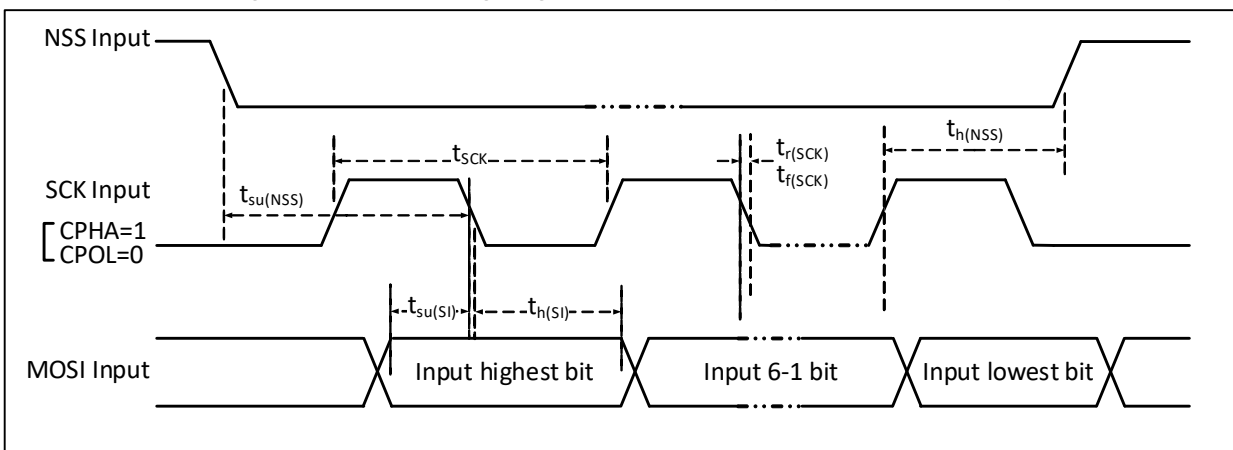 NSS Input
th(NSS)
tSCK
tr(SCK)
tf(SCK)
SCK Input
tsu(NSS)
CPHA=1
CPOL=0
tsu(SI)
th(SI)
MOSI Input
Input highest bit
Input 6-1 bit
Input lowest bit